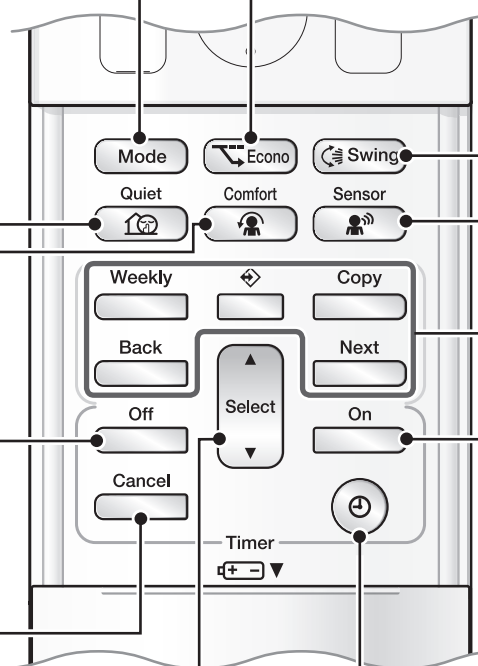 Mode Econo Swing
Quiet Comfort Sensor
Weekly Copy
Back Next
Select
Off On
Cancel
Timer